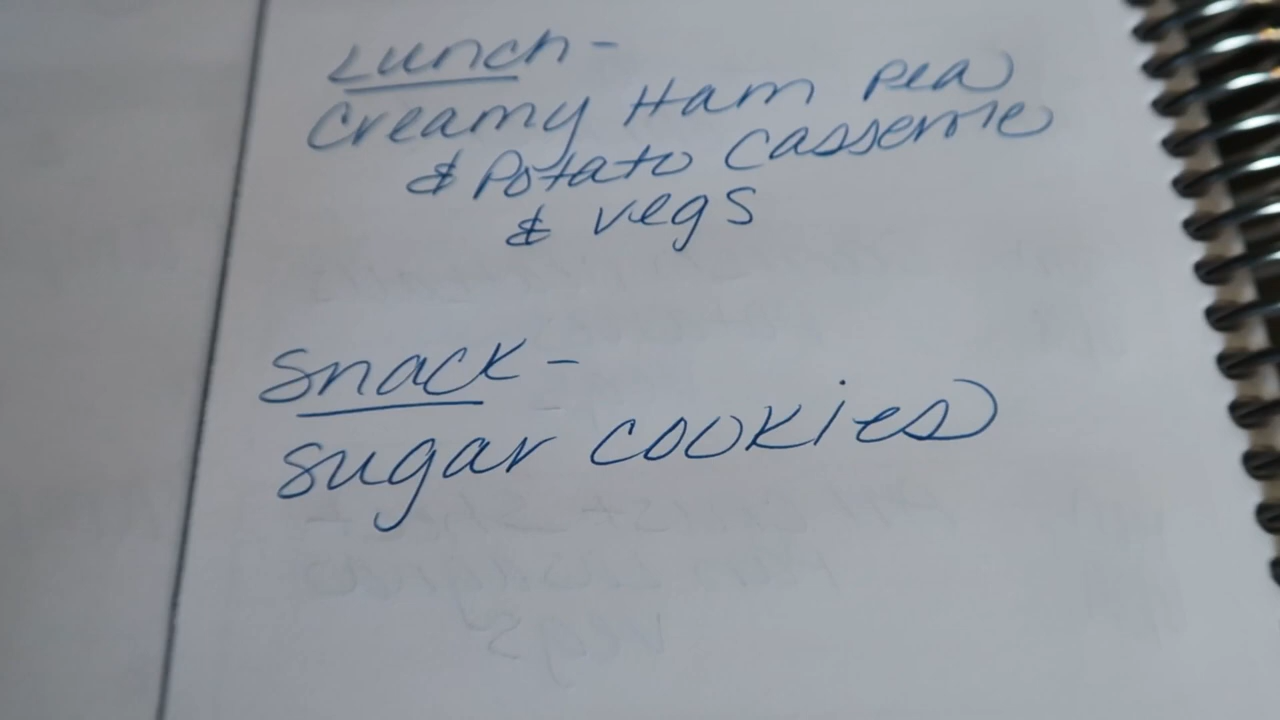 Lunch-
Creamy Ham Pea
& Potato Casserole
& vegs
Snack-
Sugar cookies